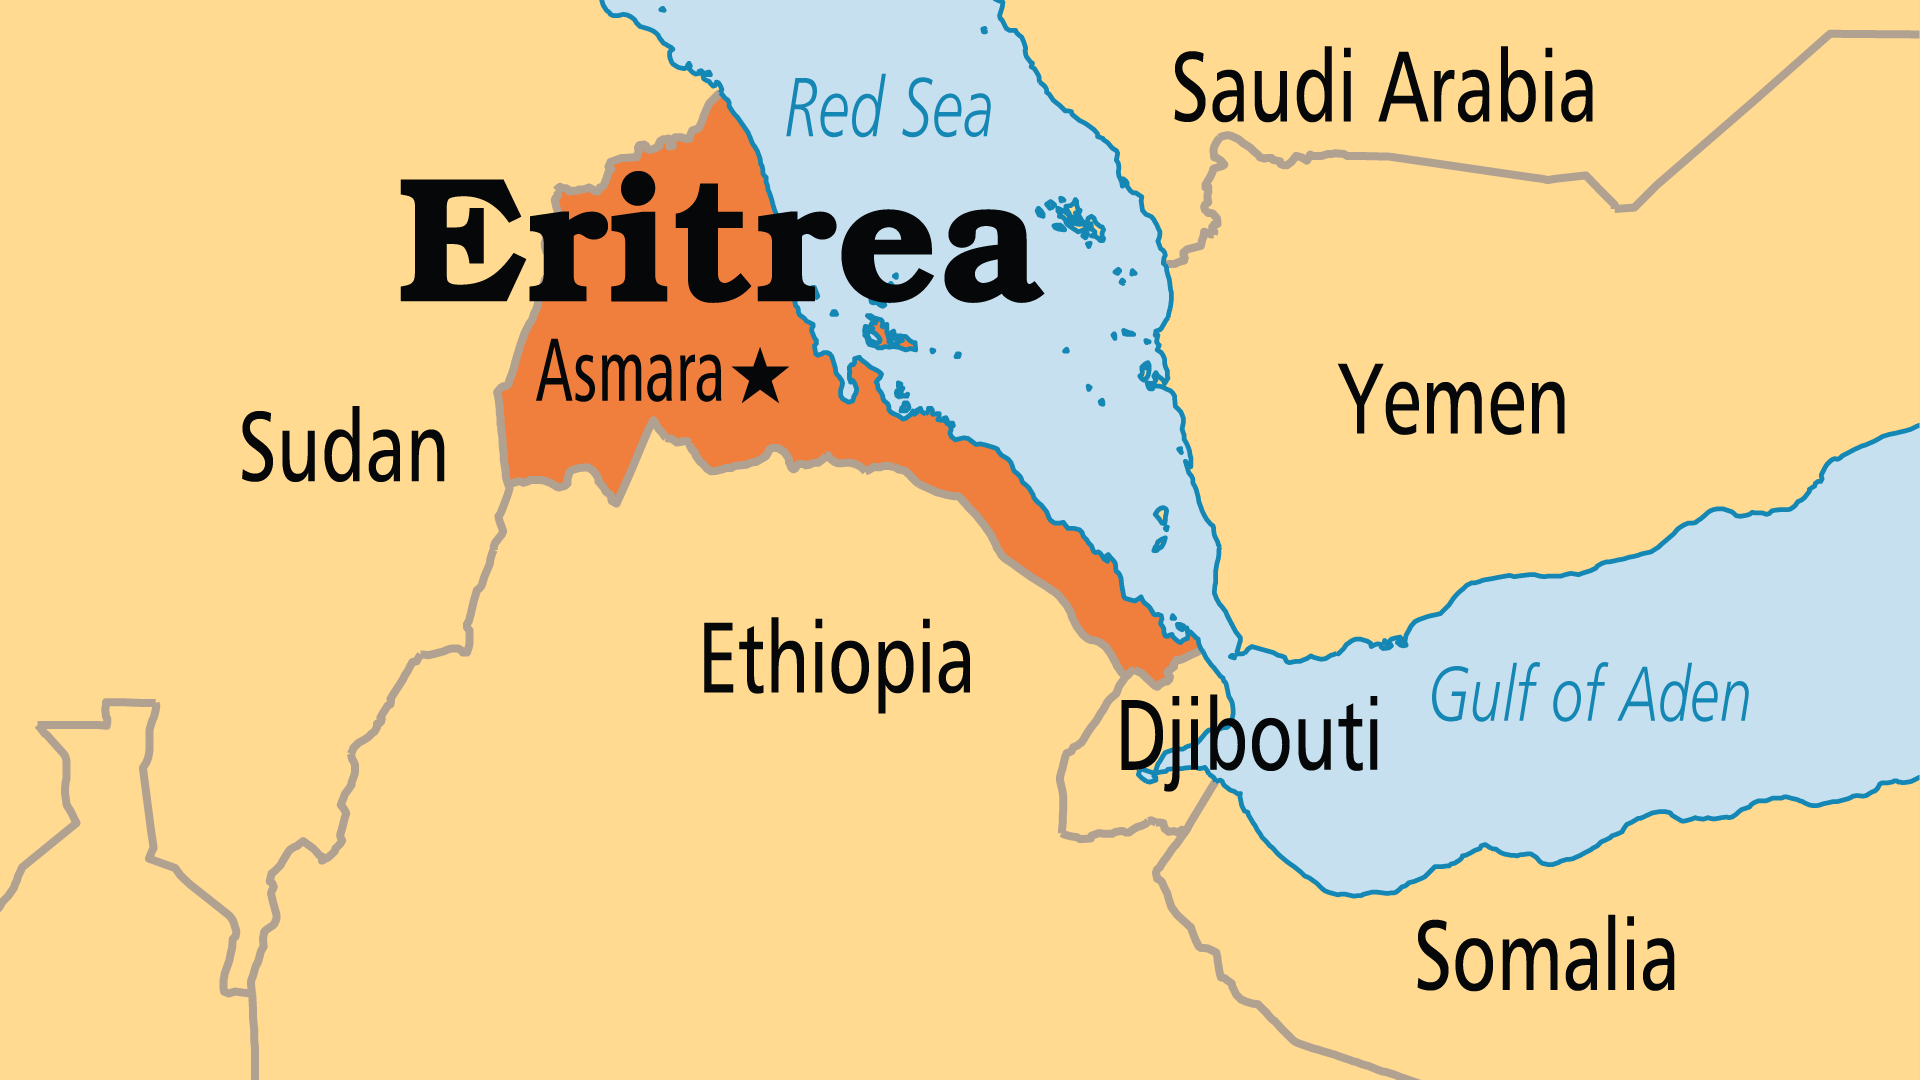 Red Sea
Saudi Arabia
Eritrea
Asmara
Sudan
Yemen
Ethiopia
Djibouti
Gulf of Aden
Somalia